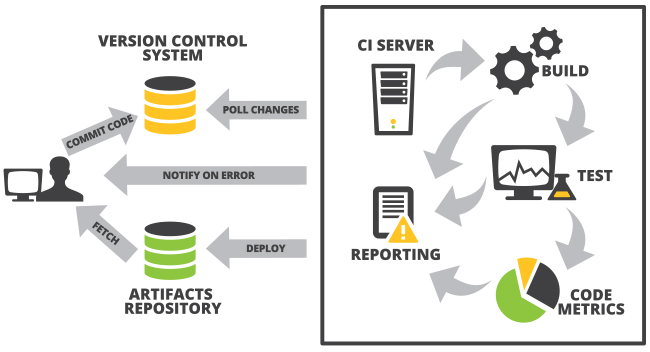 VERSION CONTROL
SYSTEM
COMMIT CODE
POLL CHANGES
NOTIFY ON ERROR
FETCH
DEPLOY
ARTIFACTS
REPOSITORY
CI SERVER
BUILD
TEST
REPORTING
CODE
METRICS